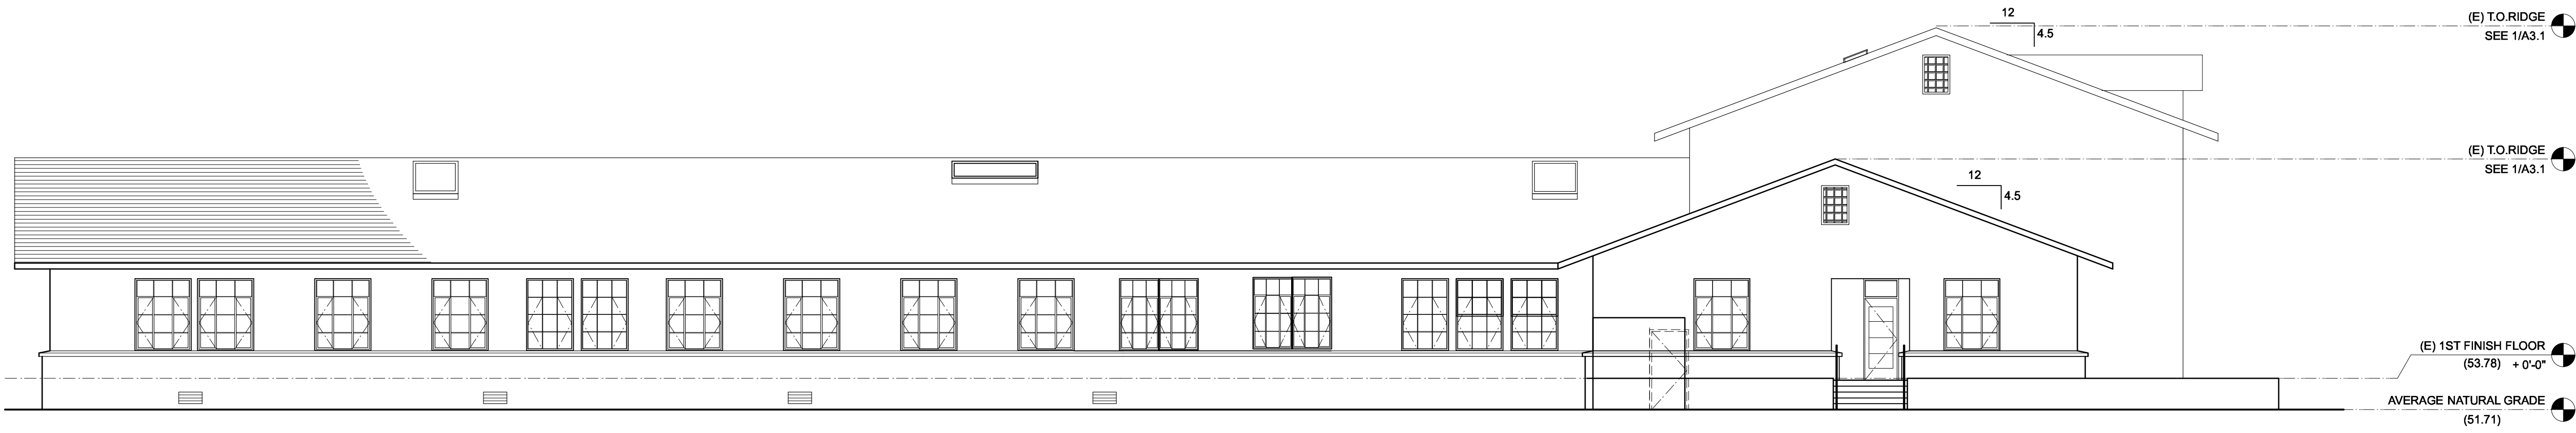 12
4.5
(E) T.O.RIDGE
SEE 1/A3.1
(E) T.O.RIDGE
SEE 1/A3.1
12
4.5
(E) 1ST FINISH FLOOR
(53.78) + 0'-0"
AVERAGE NATURAL GRADE
(51.71)